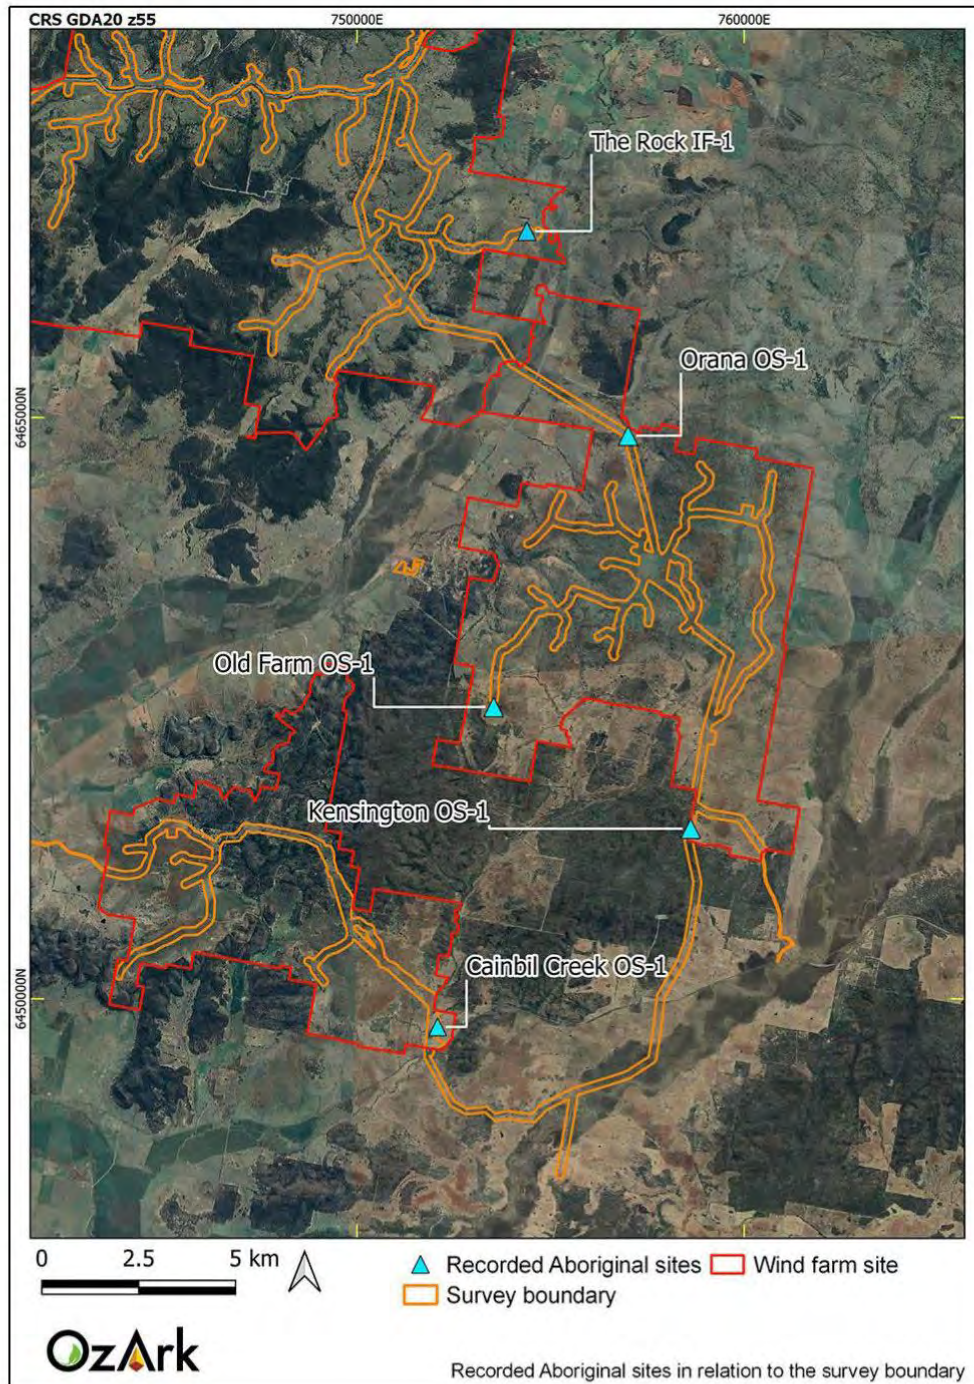 CRS GDA20 z55
750000E
760000E
The Rock IF-1
Orana OS-1
6465000N
Old Farm OS-1
Kensington OS-1
Cainbil Creek OS-1
6450000N
0 2.5 5 km
Recorded Aboriginal sites
Wind farm site
Survey boundary
OzArk
Recorded Aboriginal sites in relation to the survey boundary